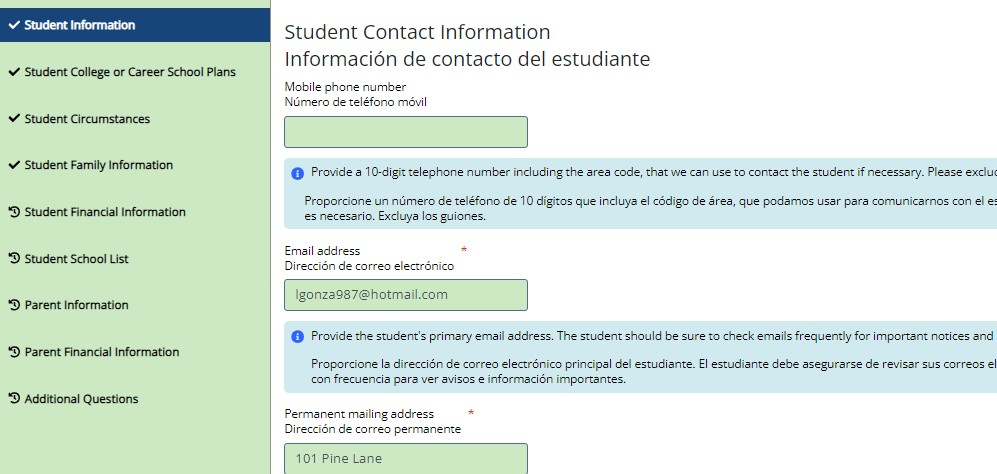 Student Information
Student College or Career School Plans
Student Circumstances
Student Family Information
Student Financial Information
Student School List
Parent Information
Parent Financial Information
Additional Questions
Student Contact Information
Información de contacto del estudiante
Mobile phone number
Número de teléfono móvil
Provide a 10-digit telephone number including the area code, that we can use to contact the student if necessary. Please
Proporcione un número de teléfono de 10 dígitos que incluya el código de área, que podamos usar para comunicarnos con el
es necesario. Excluya los guiones.
Email address *
Dirección de correo electrónico
lgonza987@hotmail.com
Provide the student's primary email address. The student should be sure to check emails frequently for important notices and
Proporcione la dirección de correo electrónico principal del estudiante. El estudiante debe asegurarse de revisar sus correos
con frecuencia para ver avisos e información importantes.
Permanent mailing address *
Dirección de correo permanente
101 Pine Lane